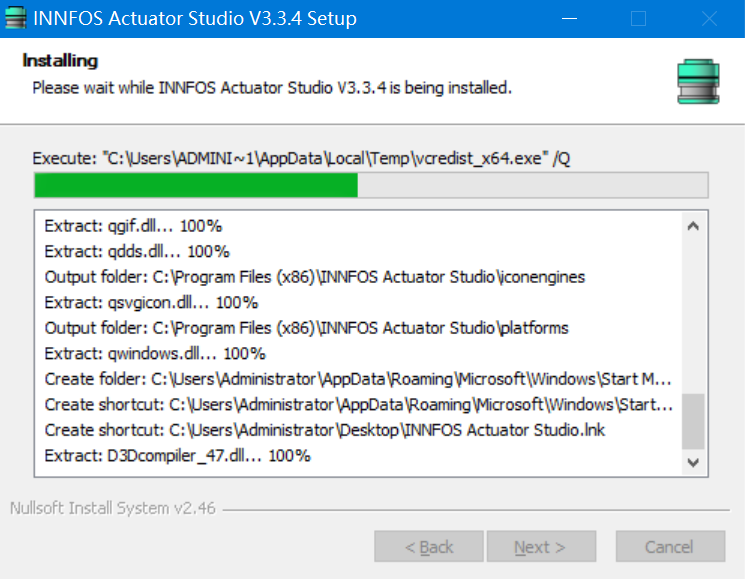 INNFOS Actuator Studio V3.3.4 Setup
Installing
Please wait while INNFOS Actuator Studio V3.3.4 is being installed.
Execute: "C:\Users\ADMINI~1\AppData\Local\Temp\vcredist_x64.exe" /Q
Extract: qgif.dll... 100%
Extract: qdds.dll... 100%
Output folder: C:\Program Files (x86)\INNFOS Actuator Studio\iconengines
Extract: qsvgicon.dll... 100%
Output folder: C:\Program Files (x86)\INNFOS Actuator Studio\platforms
Extract: qwindows.dll... 100%
Create folder: C:\Users\Administrator\AppData\Roaming\Microsoft\Windows\Start M...
Create shortcut: C:\Users\Administrator\AppData\Roaming\Microsoft\Windows\Start...
Create shortcut: C:\Users\Administrator\Desktop\INNFOS Actuator Studio.lnk
Extract: D3Dcompiler_47.dll... 100%
Nullsoft Install System v2.46
< Back Next > Cancel